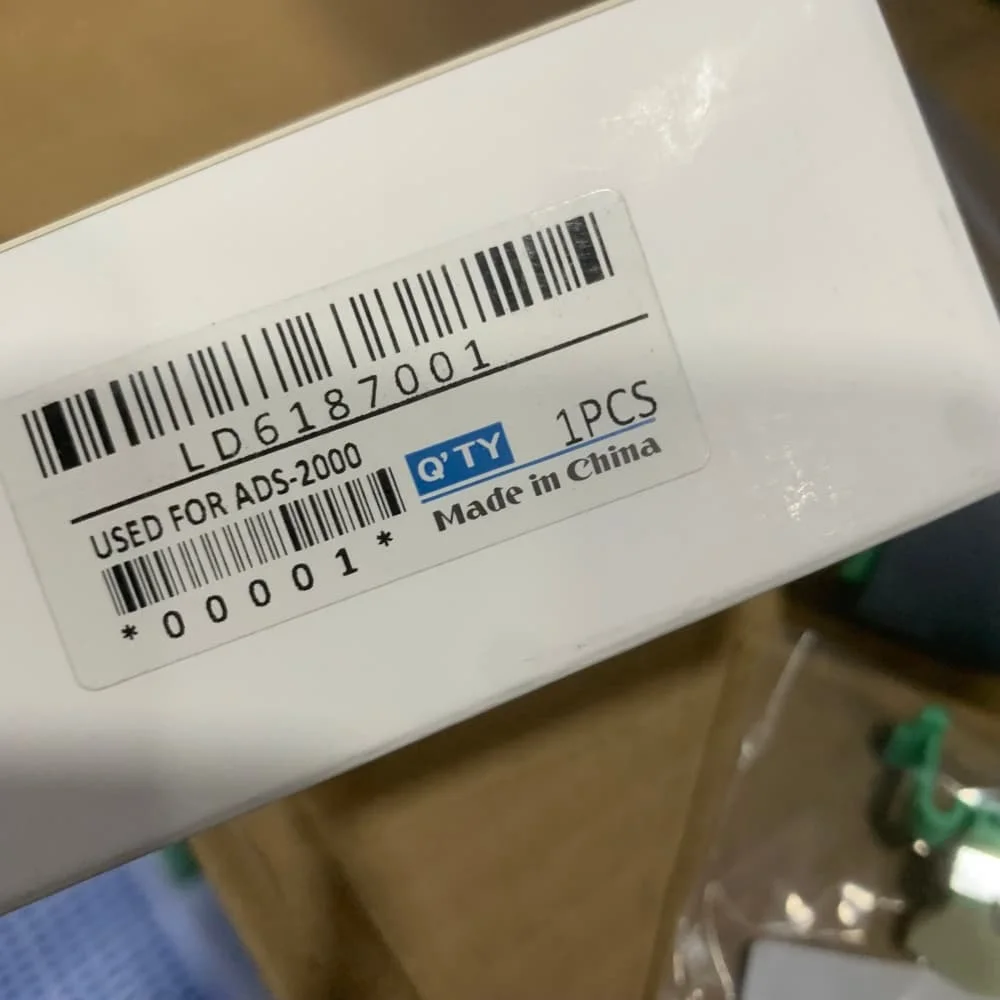 LD6187001
USED FOR ADS-2000
Q'TY 1PCS
Made in China
*00001*